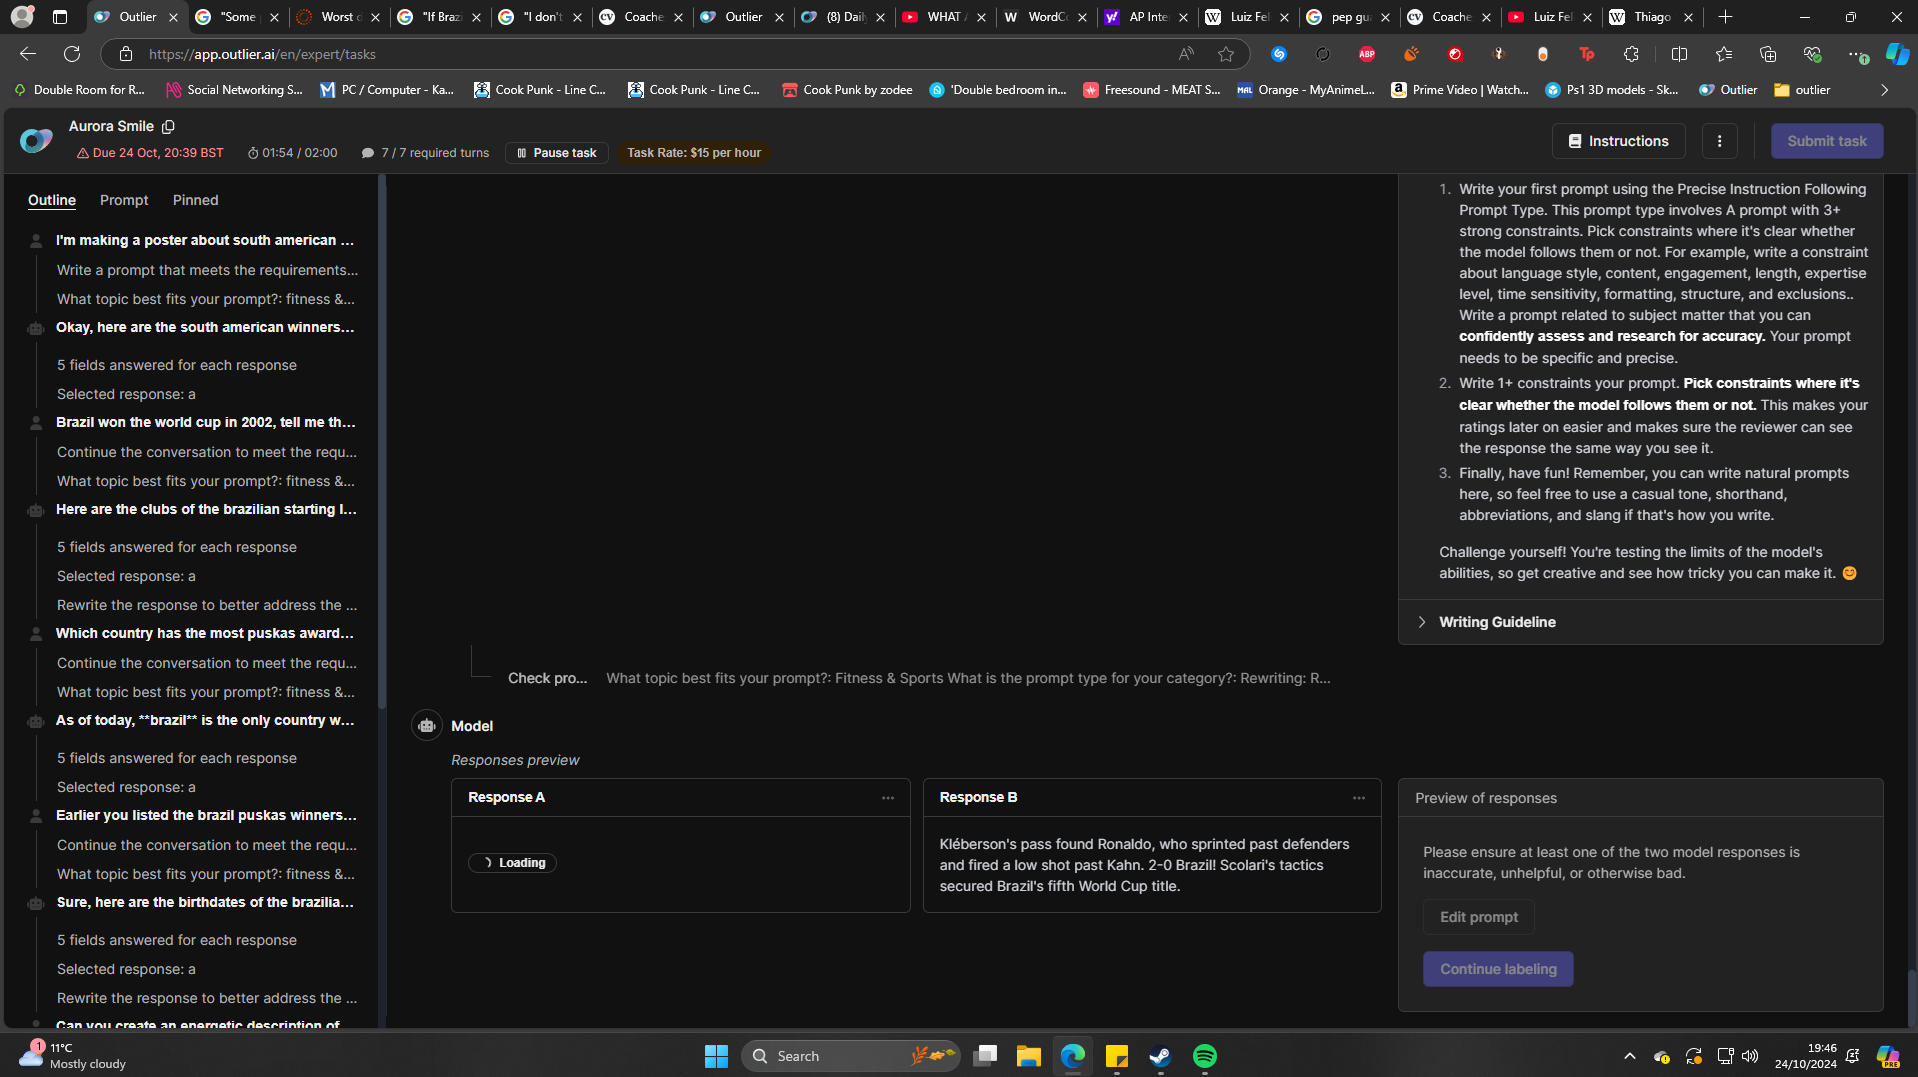 Outlier
"Some
Worst d
"If Brazi
"I don't
Coache
Outlier
(8) Daily
WHAT
WordCo
AP Inte
Luiz Fel
pep gua
Coache
Luiz Fel
Thiago
https://app.outlier.ai/en/expert/tasks
Double Room for R...
Social Networking S...
PC / Computer - Ka...
Cook Punk - Line C...
Cook Punk - Line C...
Cook Punk by zodee
'Double bedroom in...
Freesound - MEAT S...
Orange - MyAnimeL...
Prime Video | Watch...
Ps1 3D models - Sk...
Outlier
outlier
Aurora Smile
Due 24 Oct, 20:39 BST
01:54 / 02:00
7 / 7 required turns
Pause task
Task Rate: $15 per hour
Instructions
Submit task
Outline Prompt Pinned
I'm making a poster about south american ...
Write a prompt that meets the requirements...
What topic best fits your prompt?: fitness &...
Okay, here are the south american winners...
5 fields answered for each response
Selected response: a
Brazil won the world cup in 2002, tell me th...
Continue the conversation to meet the requ...
What topic best fits your prompt?: fitness &...
Here are the clubs of the brazilian starting l...
5 fields answered for each response
Selected response: a
Rewrite the response to better address the ...
Which country has the most puskas award...
Continue the conversation to meet the requ...
What topic best fits your prompt?: fitness &...
As of today, **brazil** is the only country w...
5 fields answered for each response
Selected response: a
Earlier you listed the brazil puskas winners...
Continue the conversation to meet the requ...
What topic best fits your prompt?: fitness &...
Sure, here are the birthdates of the brazilia...
5 fields answered for each response
Selected response: a
Rewrite the response to better address the ...
Can you create an energetic description of
1. Write your first prompt using the Precise Instruction Following
Prompt Type. This prompt type involves A prompt with 3+
strong constraints. Pick constraints where it's clear whether
the model follows them or not. For example, write a constraint
about language style, content, engagement, length, expertise
level, time sensitivity, formatting, structure, and exclusions..
Write a prompt related to subject matter that you can
confidently assess and research for accuracy. Your prompt
needs to be specific and precise.
2. Write 1+ constraints your prompt. Pick constraints where it's
clear whether the model follows them or not. This makes your
ratings later on easier and makes sure the reviewer can see
the response the same way you see it.
3. Finally, have fun! Remember, you can write natural prompts
here, so feel free to use a casual tone, shorthand,
abbreviations, and slang if that's how you write.
Challenge yourself! You're testing the limits of the model's
abilities, so get creative and see how tricky you can make it. 😊
Writing Guideline
Check pro... What topic best fits your prompt?: Fitness & Sports What is the prompt type for your category?: Rewriting: R...
Model
Responses preview
Response A
Loading
Response B
Kléberson's pass found Ronaldo, who sprinted past defenders
and fired a low shot past Kahn. 2-0 Brazil! Scolari's tactics
secured Brazil's fifth World Cup title.
Preview of responses
Please ensure at least one of the two model responses is
inaccurate, unhelpful, or otherwise bad.
Edit prompt
Continue labeling
1
11°C
Mostly cloudy
Search
19:46
24/10/2024